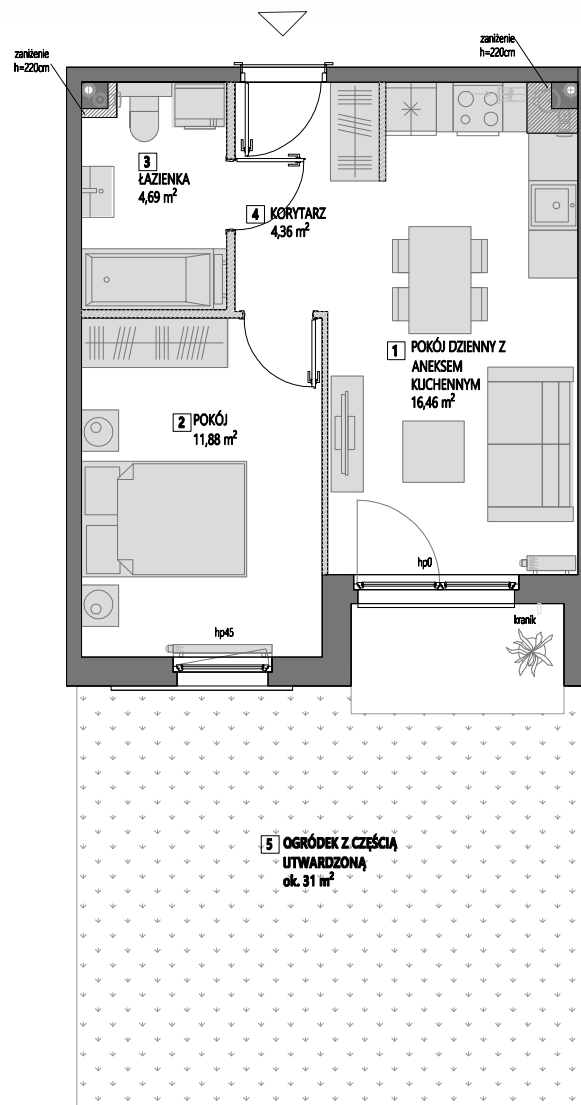 zaniżenie
h=220cm
zaniżenie
h=220cm
3
ŁAZIENKA
4,69 m²
4 KORYTARZ
4,36 m²
1 POKÓJ DZIENNY Z
ANEKSEM
KUCHENNYM
16,46 m²
2 POKÓJ
11,88 m²
hp0
hp45
kranik
5 OGRÓDEK Z CZĘŚCIĄ
UTWARDZONĄ
ok. 31 m²